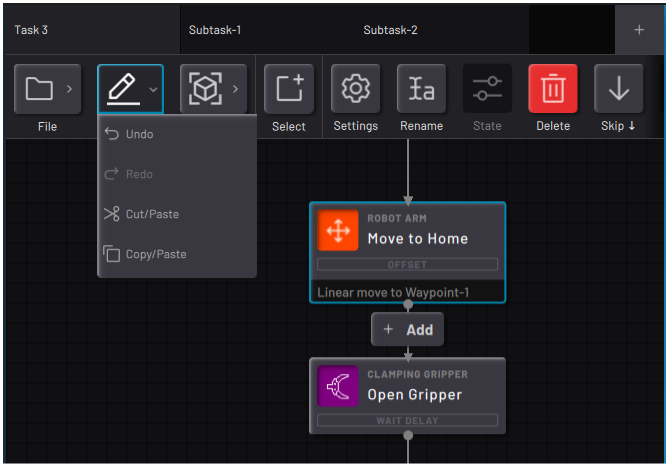 Task 3
Subtask-1
Subtask-2
+
File
Select
Settings
Rename
State
Delete
Skip ↓
Undo
Redo
Cut/Paste
Copy/Paste
ROBOT ARM
Move to Home
OFFSET
Linear move to Waypoint-1
+ Add
CLAMPING GRIPPER
Open Gripper
WAIT DELAY